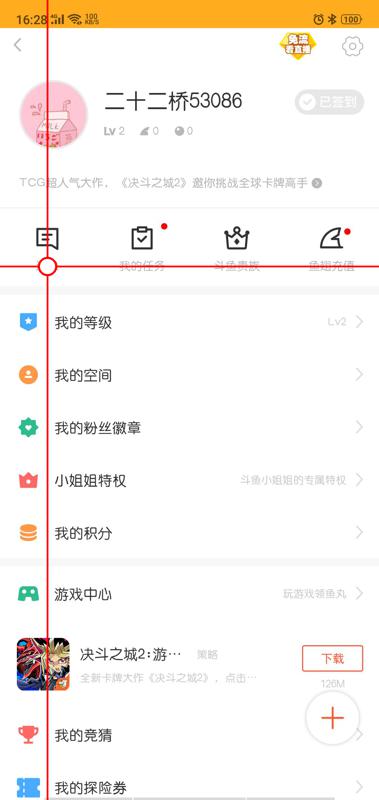 16:28 4G 100 KB/S 100
免流
看直播
二十二桥53086
已签到
Lv 2 0 0
TCG超人气大作，《决斗之城2》邀你挑战全球卡牌高手
我的任务 斗鱼贵族 鱼翅充值
我的等级 Lv2
我的空间
我的粉丝徽章
小姐姐特权 斗鱼小姐姐的专属特权
我的积分
游戏中心 玩游戏领鱼丸
决斗之城2:游··· 策略 下载
全新卡牌大作《决斗之城2》，点击··· 126M
我的竞猜
我的探险券